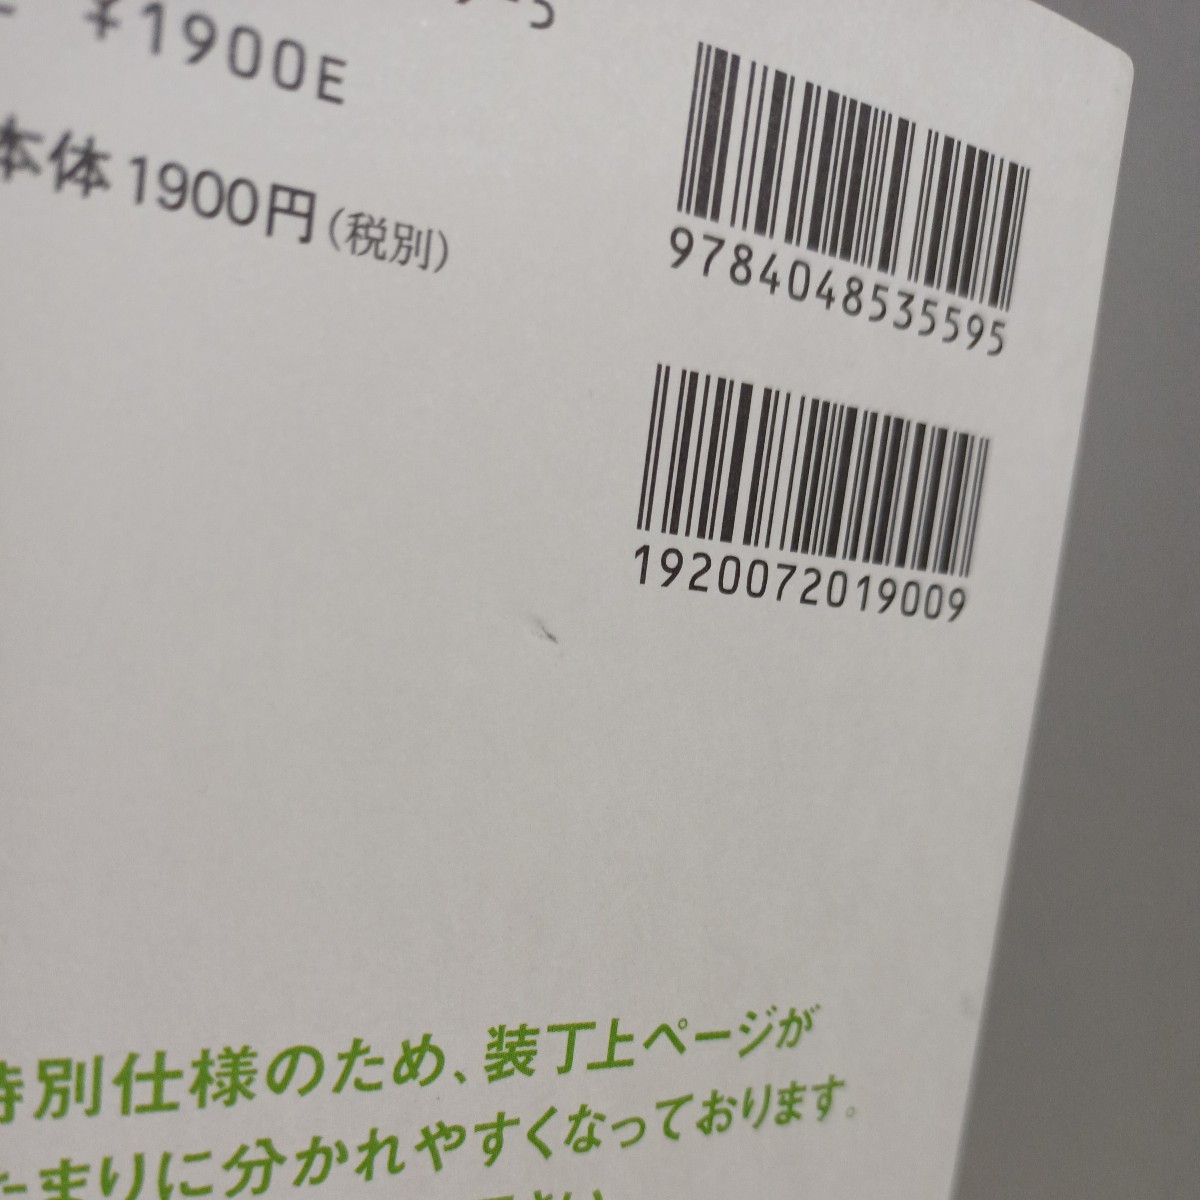 ¥1900E
本体1900円(税別)
9784048535595
1920072019009
特別仕様のため、装丁上ページが
たまりに分かれやすくなっております。